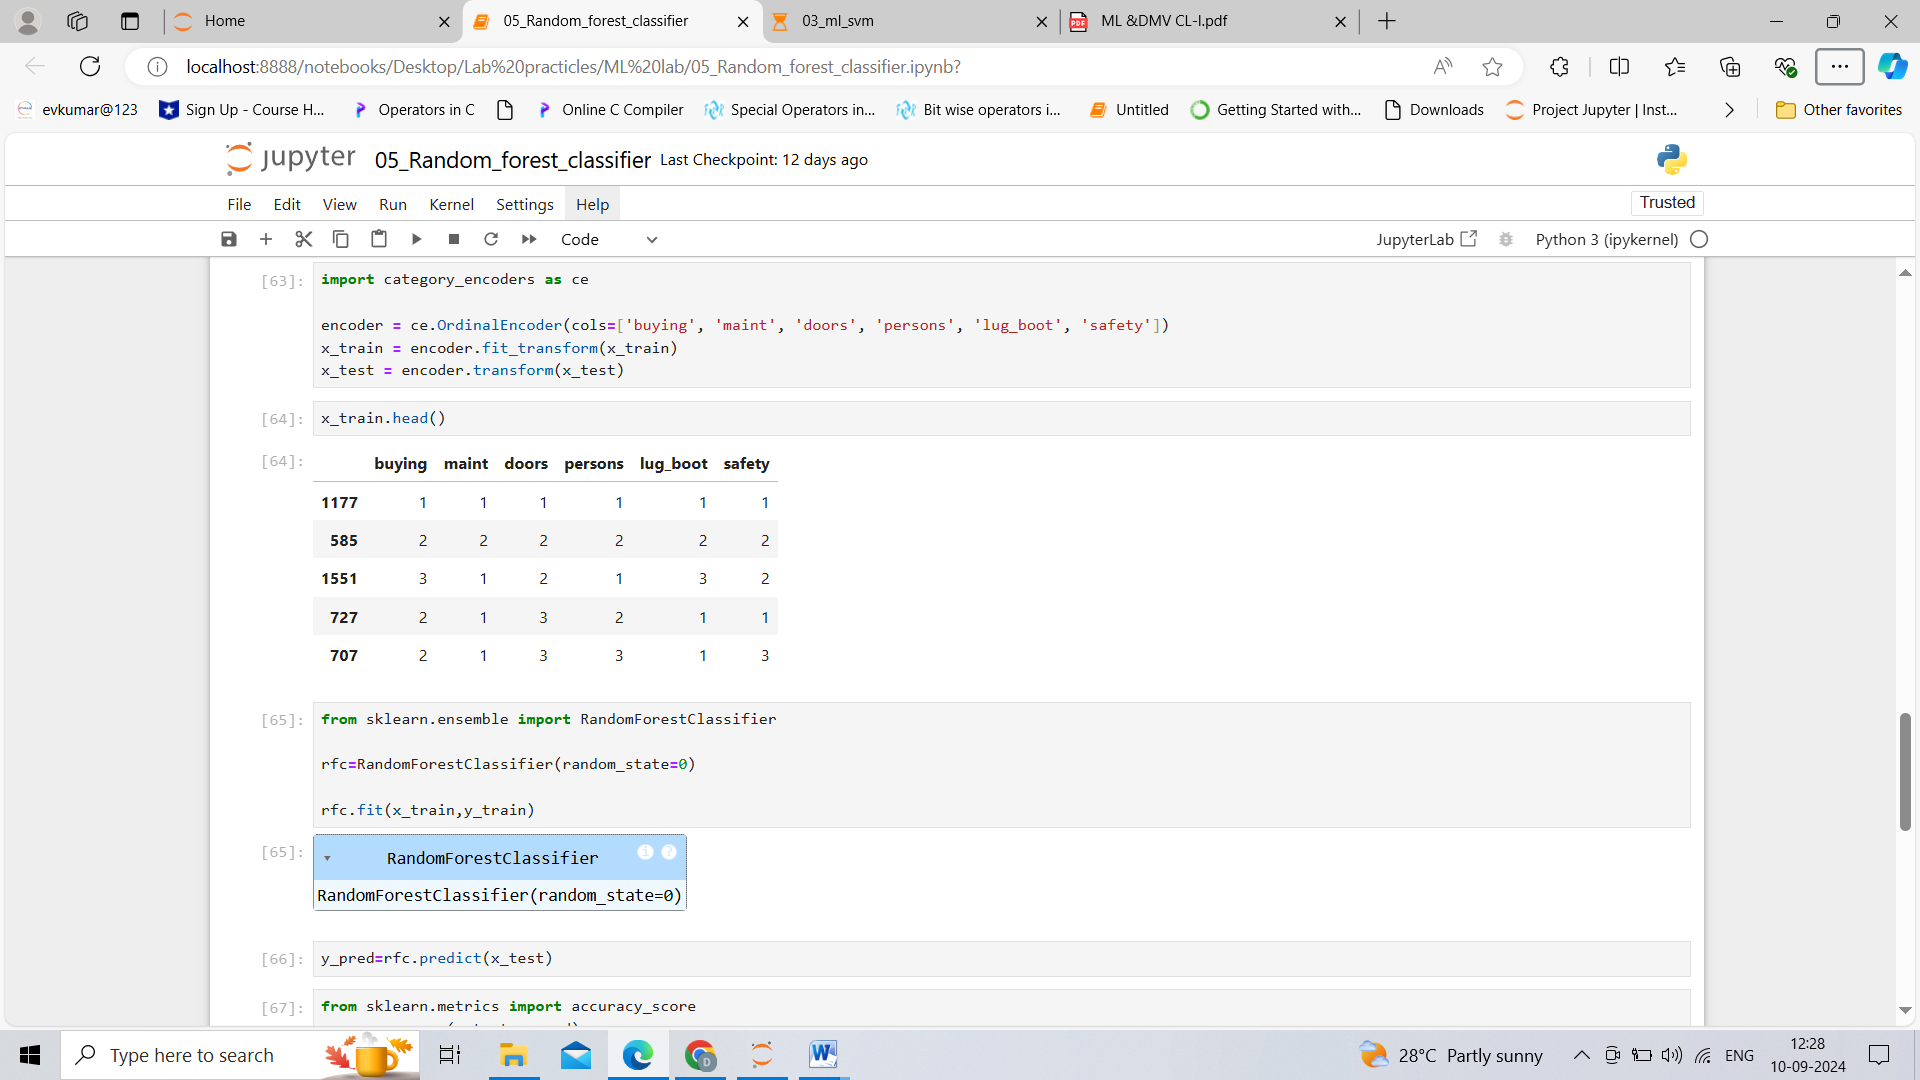 Home
05_Random_forest_classifier
03_ml_svm
ML &DMV CL-I.pdf
localhost:8888/notebooks/Desktop/Lab%20practicles/ML%20lab/05_Random_forest_classifier.ipynb?
evkumar@123
Sign Up - Course H...
Operators in C
Online C Compiler
Special Operators in...
Bit wise operators i...
Untitled
Getting Started with...
Downloads
Project Jupyter | Inst...
Other favorites
jupyter 05_Random_forest_classifier Last Checkpoint: 12 days ago
File Edit View Run Kernel Settings Help
Trusted
Code
JupyterLab
Python 3 (ipykernel)
[63]: import category_encoders as ce
encoder = ce.OrdinalEncoder(cols=['buying', 'maint', 'doors', 'persons', 'lug_boot', 'safety'])
x_train = encoder.fit_transform(x_train)
x_test = encoder.transform(x_test)
[64]: x_train.head()
[64]: buying maint doors persons lug_boot safety
1177 1 1 1 1 1 1
585 2 2 2 2 2 2
1551 3 1 2 1 3 2
727 2 1 3 2 1 1
707 2 1 3 3 1 3
[65]: from sklearn.ensemble import RandomForestClassifier
rfc=RandomForestClassifier(random_state=0)
rfc.fit(x_train,y_train)
[65]: RandomForestClassifier
RandomForestClassifier(random_state=0)
[66]: y_pred=rfc.predict(x_test)
[67]: from sklearn.metrics import accuracy_score
Type here to search
28°C Partly sunny
ENG
12:28
10-09-2024